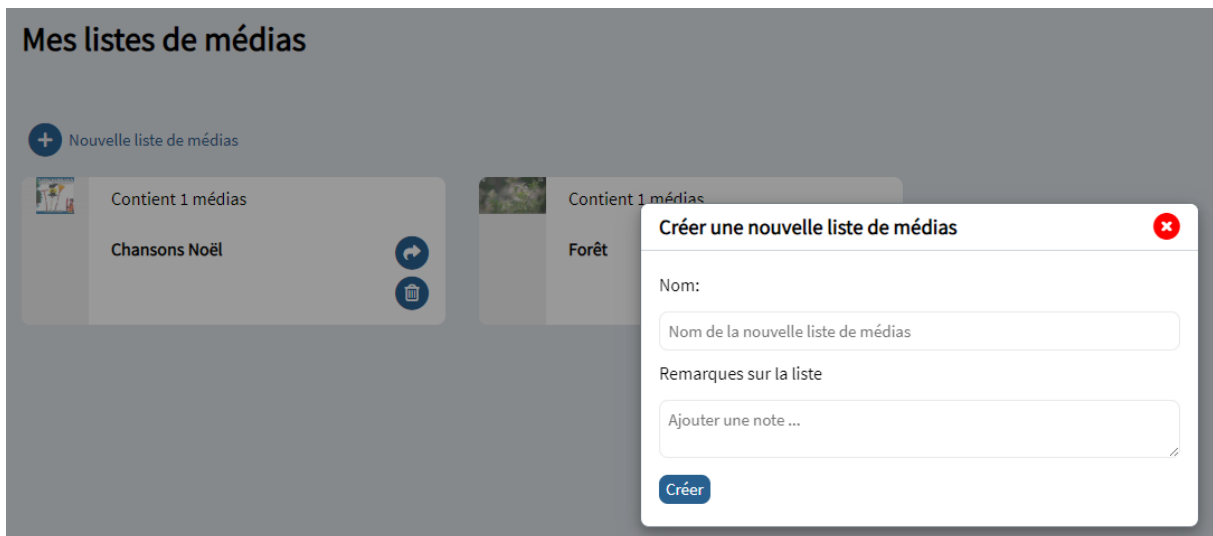 Mes listes de médias
Nouvelle liste de médias
Contient 1 médias
Chansons Noël
Contient 1 médias
Forêt
Créer une nouvelle liste de médias
Nom:
Nom de la nouvelle liste de médias
Remarques sur la liste
Ajouter une note ...
Créer